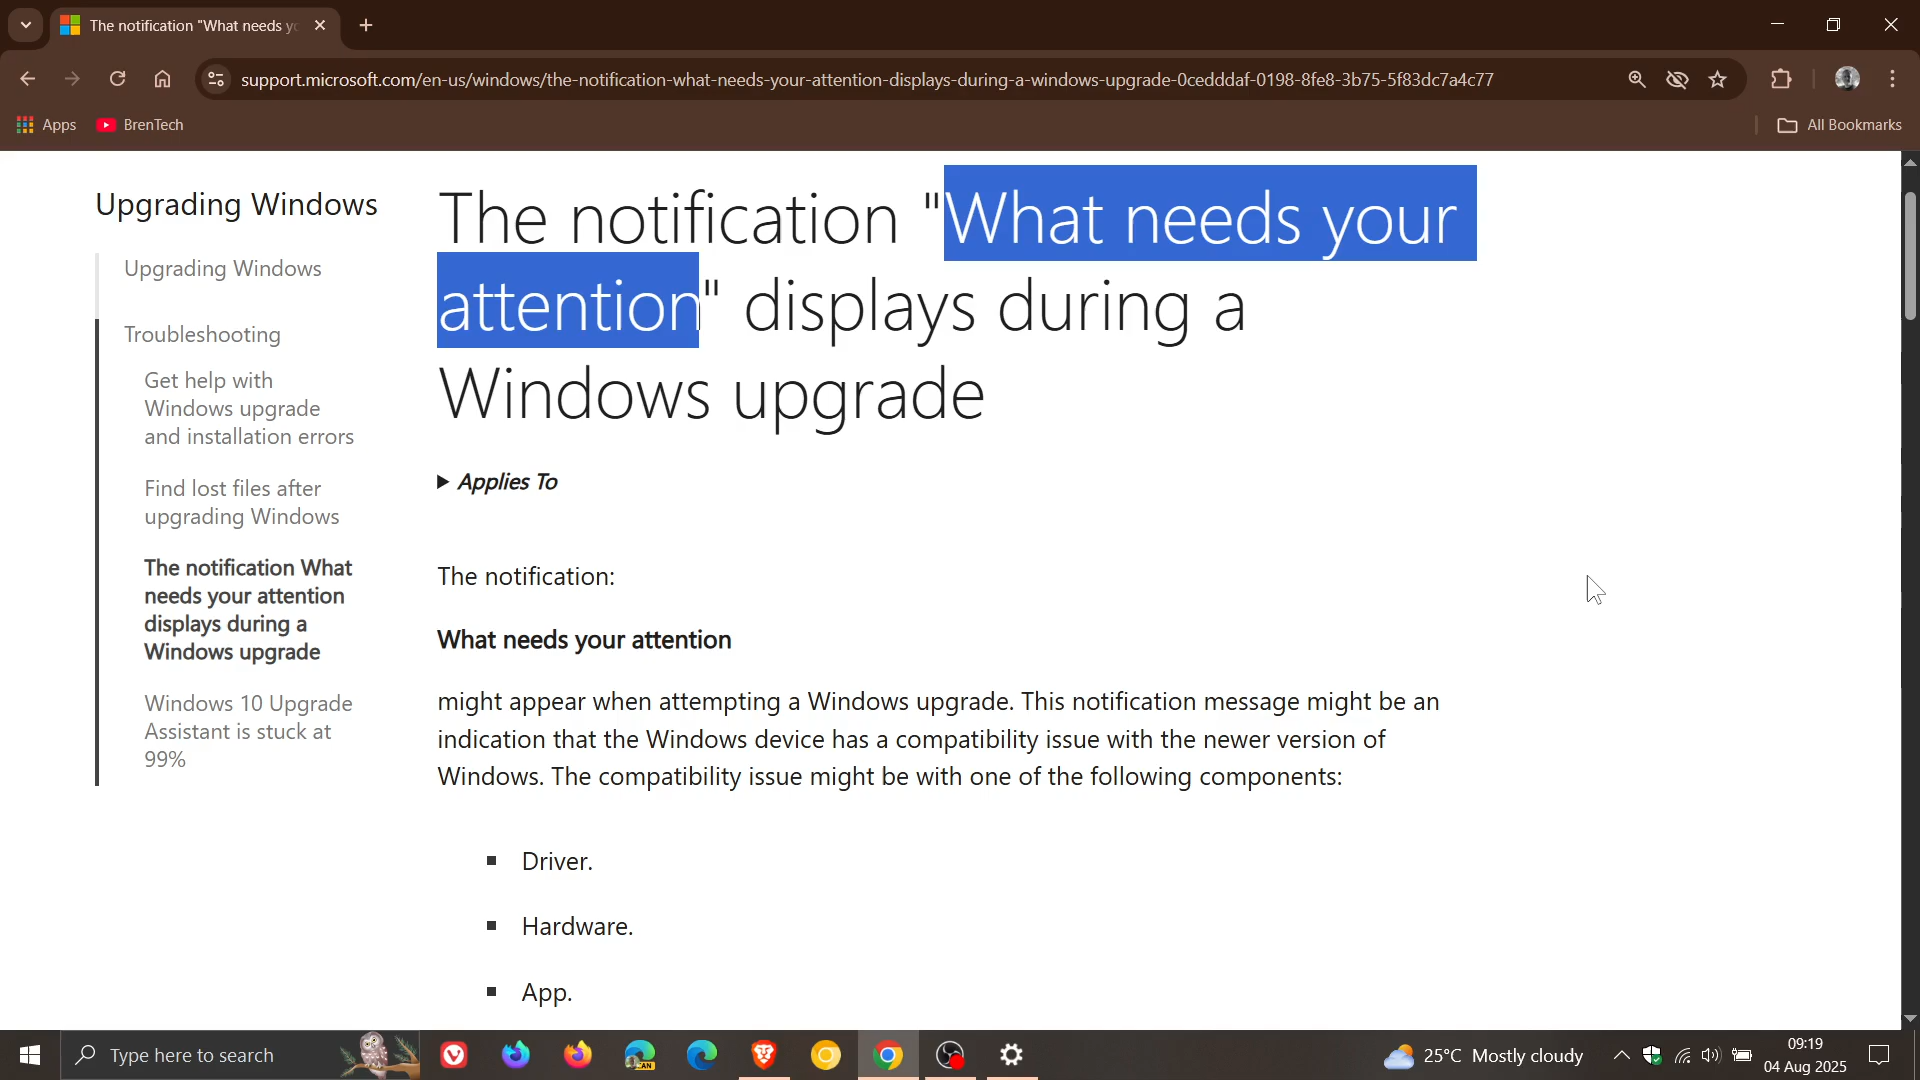 The notification "What needs yo
support.microsoft.com/en-us/windows/the-notification-what-needs-your-attention-displays-during-a-windows-upgrade-0cedddaf-0198-8fe8-3b75-5f83dc7a4c77
Apps
BrenTech
All Bookmarks
Upgrading Windows
Upgrading Windows
Troubleshooting
Get help with
Windows upgrade
and installation errors
Find lost files after
upgrading Windows
The notification What
needs your attention
displays during a
Windows upgrade
Windows 10 Upgrade
Assistant is stuck at
99%
The notification "What needs your
attention" displays during a
Windows upgrade
Applies To
The notification:
What needs your attention
might appear when attempting a Windows upgrade. This notification message might be an
indication that the Windows device has a compatibility issue with the newer version of
Windows. The compatibility issue might be with one of the following components:
Driver.
Hardware.
App.
Type here to search
CAN
25°C Mostly cloudy
09:19
04 Aug 2025